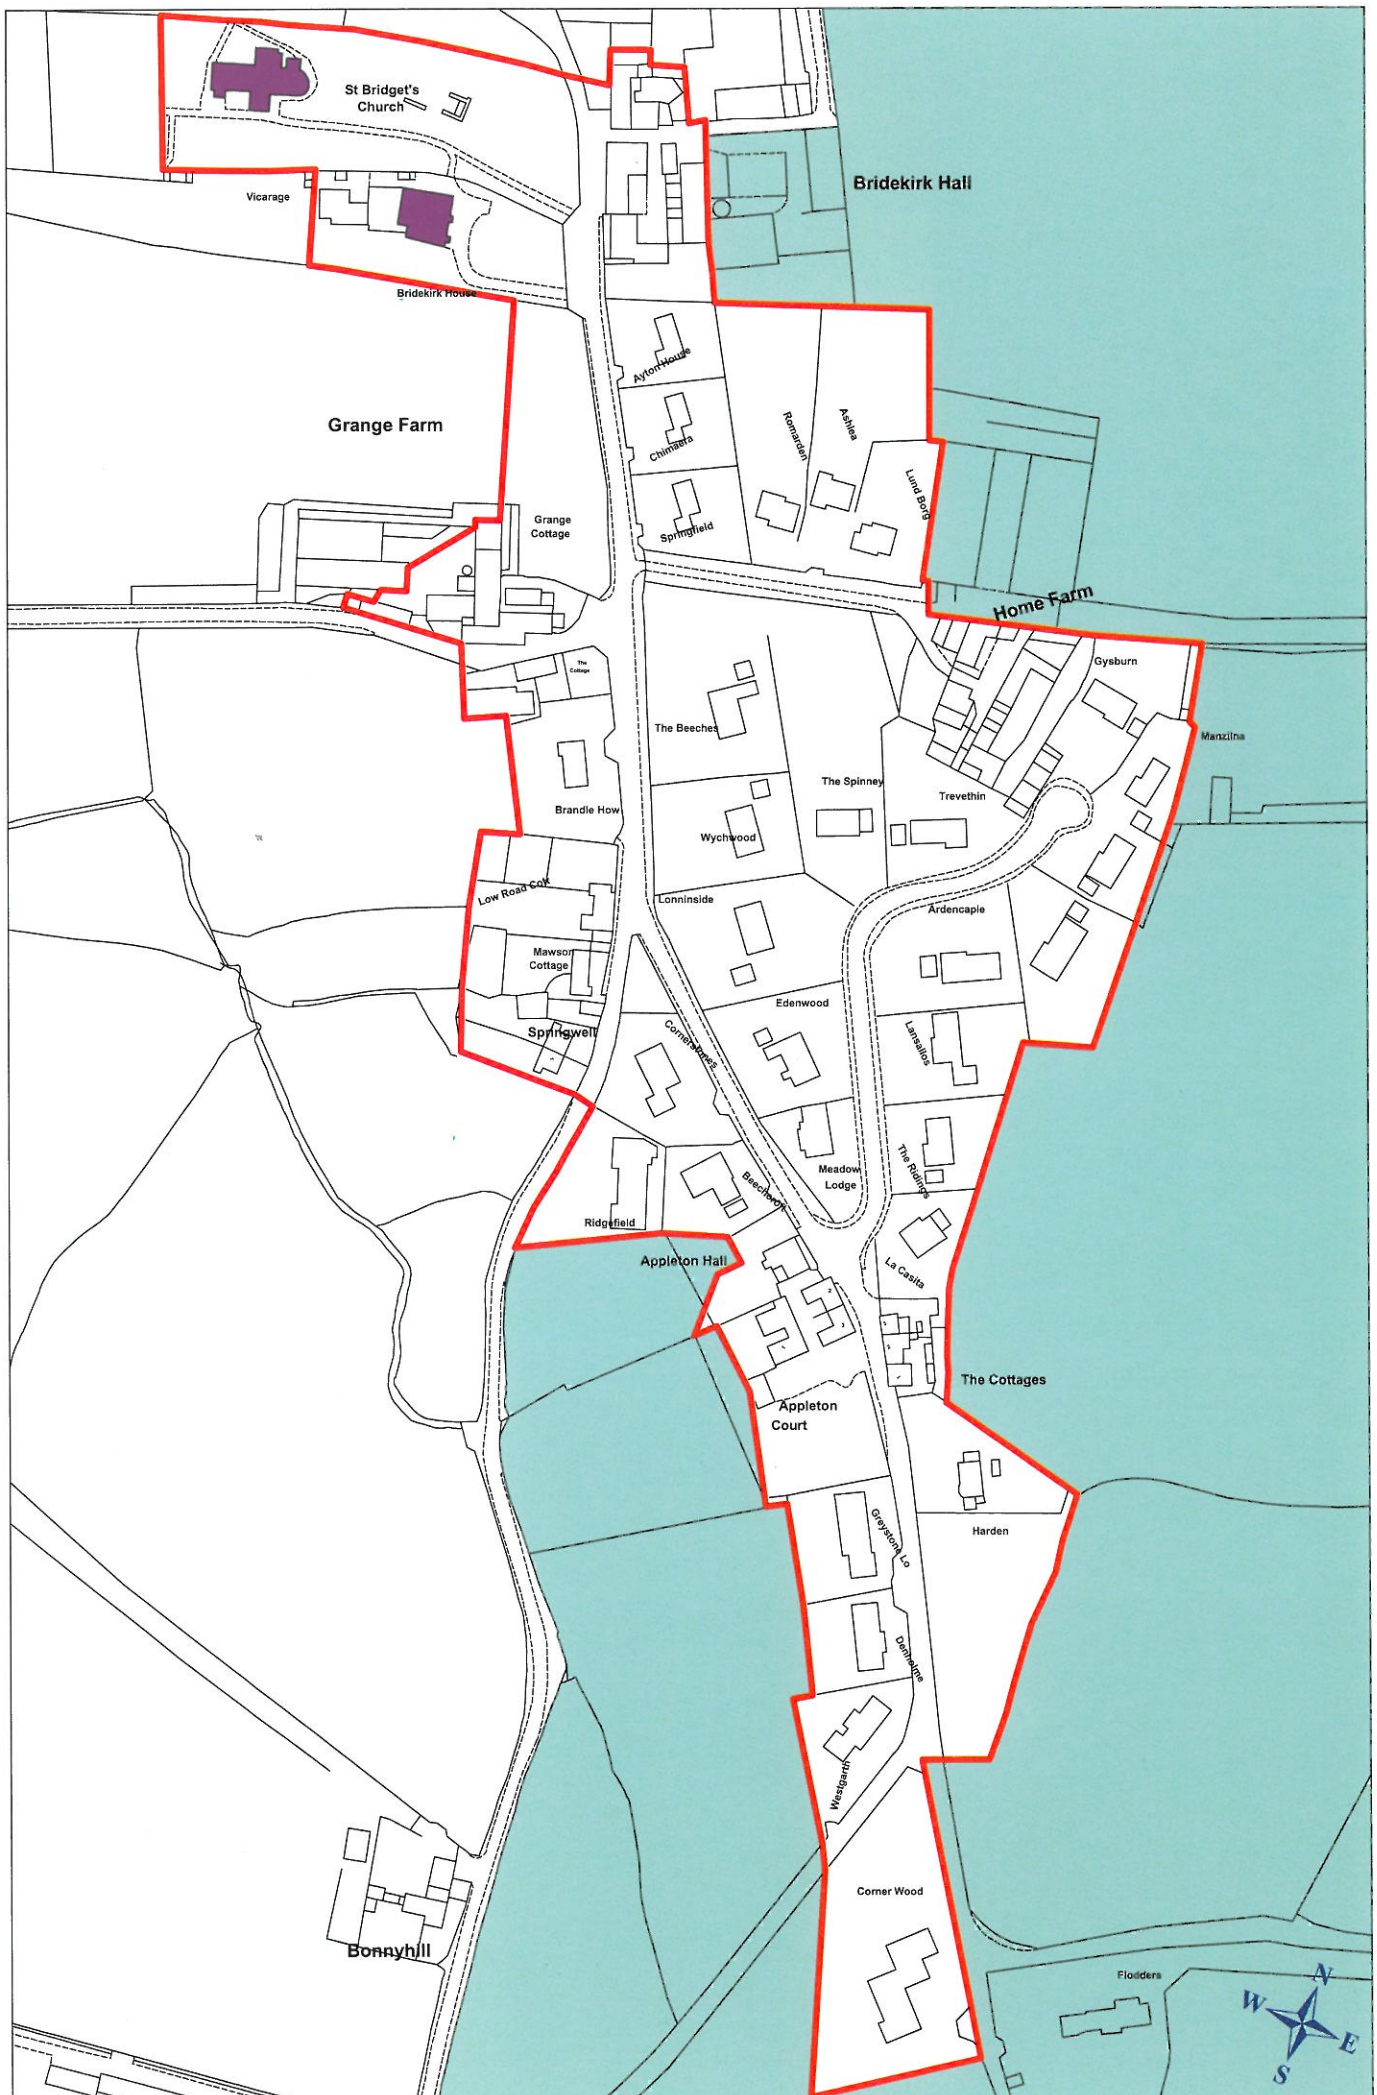 St Bridget's
Church
Bridekirk Hall
Vicarage
Bridekirk House
Ayton House
Grange Farm
Chimaera
Romarden
Ashlea
Lund Borg
Grange
Cottage
Springfield
Home Farm
The
Cottage
Gysburn
The Beeches
Manzilna
The Spinney
Trevethin
Brandle How
Wychwood
Low Road Cott
Lonninside
Ardencaple
Mawson
Cottage
Edenwood
Springwell
Cornerstones
Lansallos
The Ridings
Meadow
Lodge
Beechcroft
Ridgefield
Appleton Hall
La Casita
The Cottages
Appleton
Court
Greystone Lo
Harden
Denholme
Westgarth
Corner Wood
Bonnyhill
Flodders
N
W
E
S